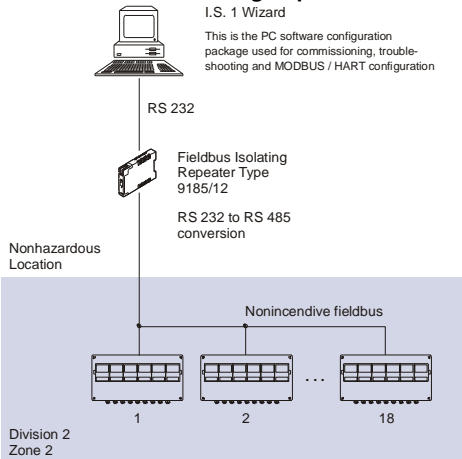 I.S. 1 Wizard
This is the PC software configuration
package used for commissioning, trouble-
shooting and MODBUS / HART configuration
RS 232
Fieldbus Isolating
Repeater Type
9185/12
RS 232 to RS 485
conversion
Nonhazardous
Location
Nonincendive fieldbus
. . .
1
2
18
Division 2
Zone 2